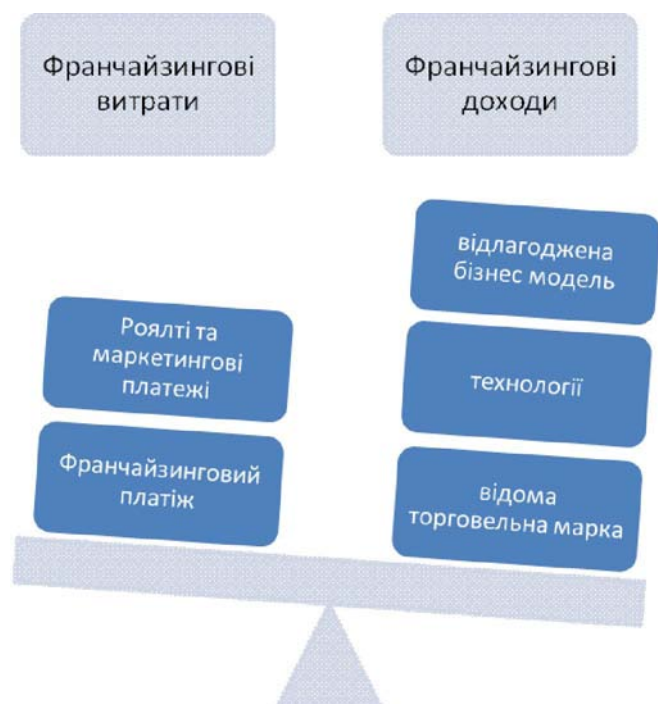 Франчайзингові
витрати
Франчайзингові
доходи
Роялті та
маркетингові
платежі
Франчайзинговий
платіж
відлагоджена
бізнес модель
технології
відома
торговельна марка